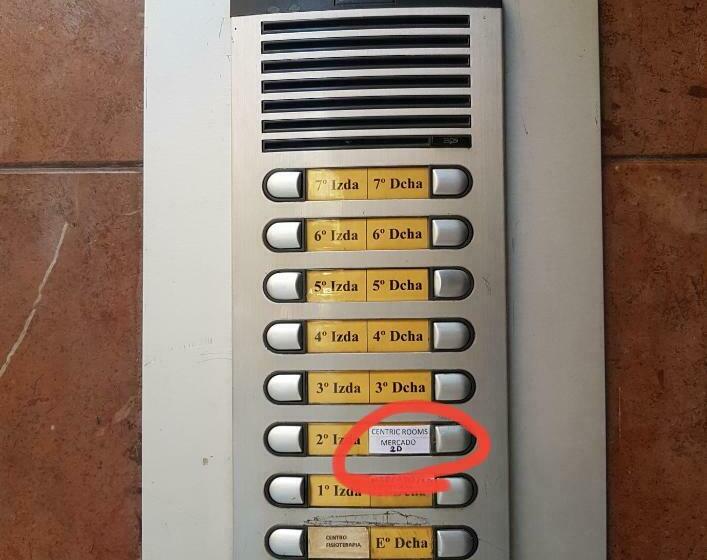 7º Izda 7º Dcha
6º Izda 6º Dcha
5º Izda 5º Dcha
4º Izda 4º Dcha
3º Izda 3º Dcha
2º Izda CENTRIC ROOMS
MERCADO
2D
1º Izda
CENTRO
FISIOTERAPIA
Eº Dcha